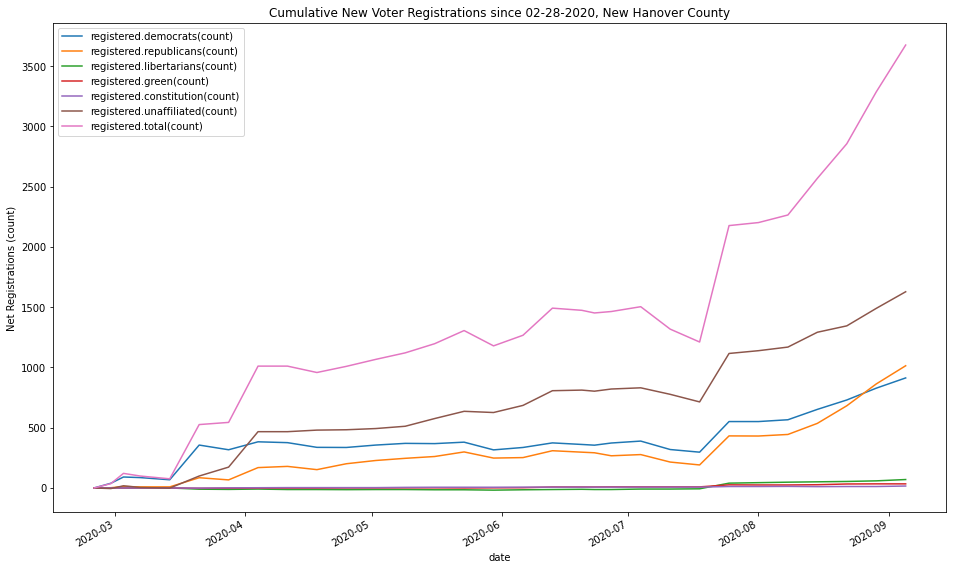 Cumulative New Voter Registrations since 02-28-2020, New Hanover County
registered.democrats(count)
registered.republicans(count)
registered.libertarians(count)
registered.green(count)
registered.constitution(count)
registered.unaffiliated(count)
registered.total(count)
Net Registrations (count)
3500
3000
2500
2000
1500
1000
500
0
2020-03
2020-04
2020-05
2020-06
2020-07
2020-08
2020-09
date